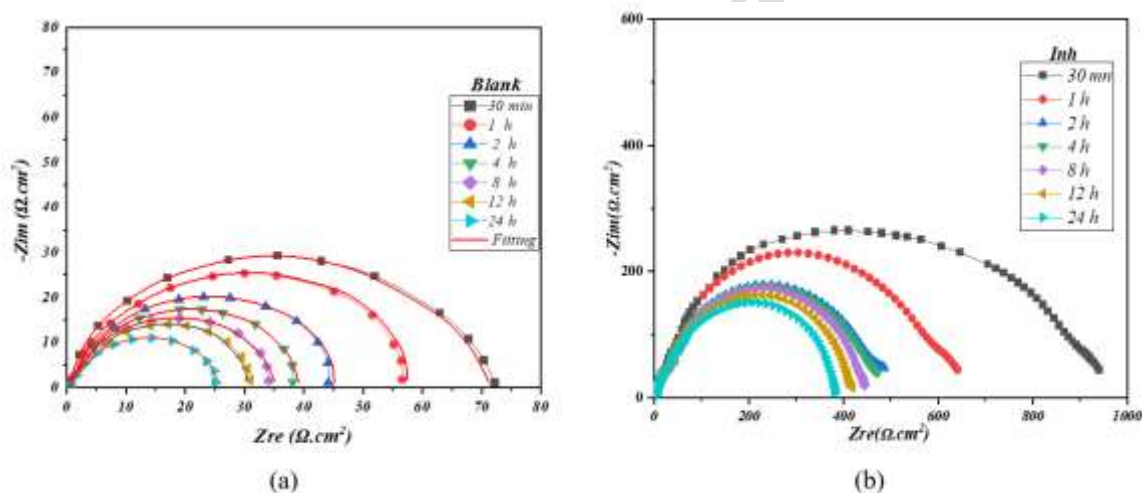 Blank
30 min
1 h
2 h
4 h
8 h
12 h
24 h
Fitting
-Zim (Ω.cm²)
80
70
60
50
40
30
20
10
0
0 10 20 30 40 50 60 70 80
Zre (Ω.cm²)
(a)
Inh
30 mn
1 h
2 h
4 h
8 h
12 h
24 h
-Zim(Ω.cm²)
600
400
200
0
0 200 400 600 800 1000
Zre(Ω.cm²)
(b)